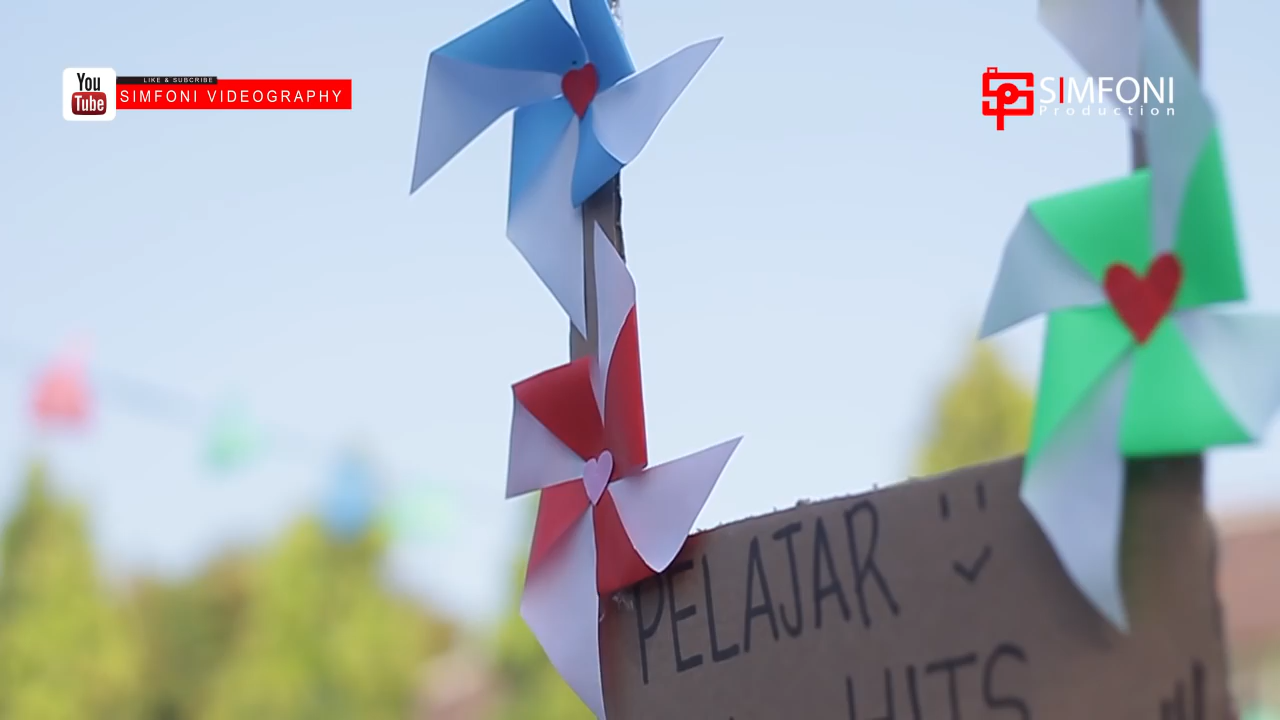 You
Tube
LIKE & SUBCRIBE
SIMFONI VIDEOGRAPHY
SIMFONI
Production
PELAJAR
HITS